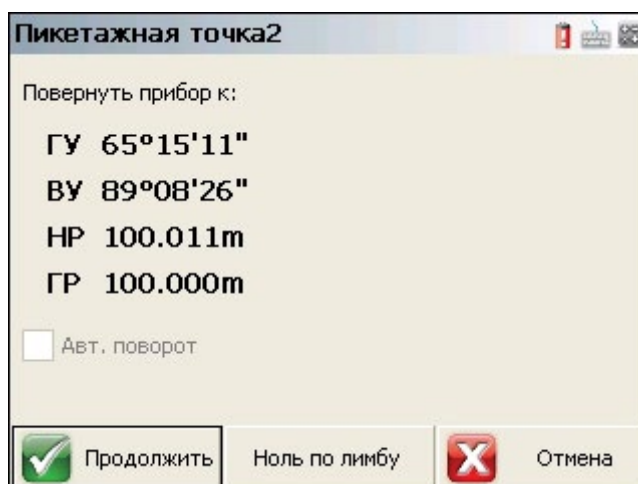 Пикетажная точка2
Повернуть прибор к:
ГУ 65°15'11"
ВУ 89°08'26"
НР 100.011m
ГР 100.000m
Авт. поворот
Продолжить Ноль по лимбу Отмена